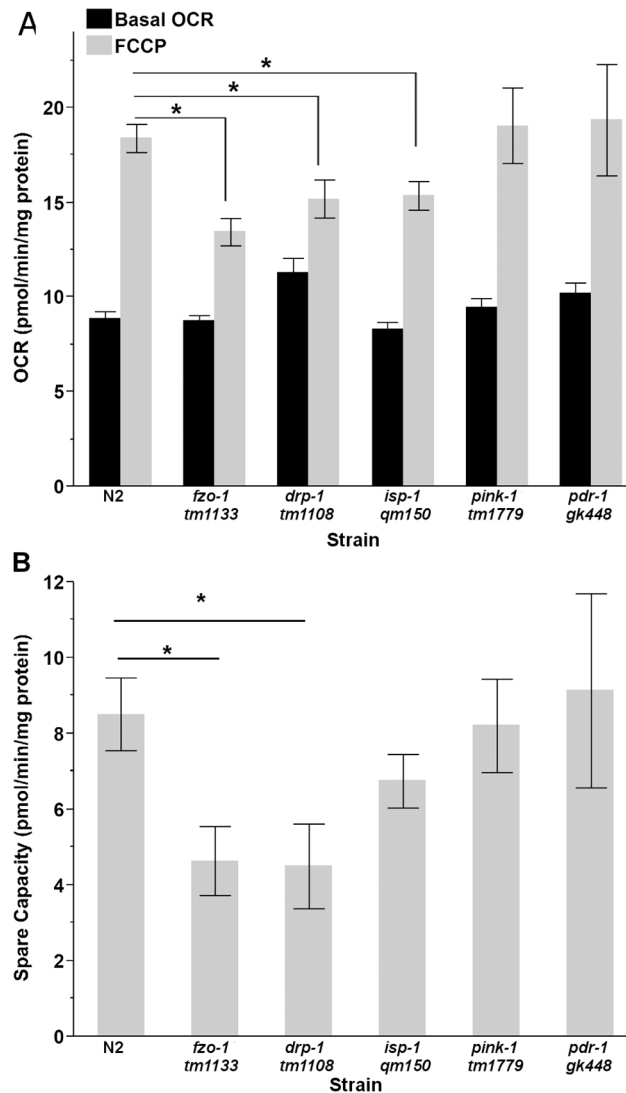 A
Basal OCR
FCCP
*
*
*
20
15
10
5
0
OCR (pmol/min/mg protein)
N2 fzo-1 drp-1 isp-1 pink-1 pdr-1
tm1133 tm1108 qm150 tm1779 gk448
Strain
B
12
10
8
6
4
2
0
*
*
Spare Capacity (pmol/min/mg protein)
N2 fzo-1 drp-1 isp-1 pink-1 pdr-1
tm1133 tm1108 qm150 tm1779 gk448
Strain